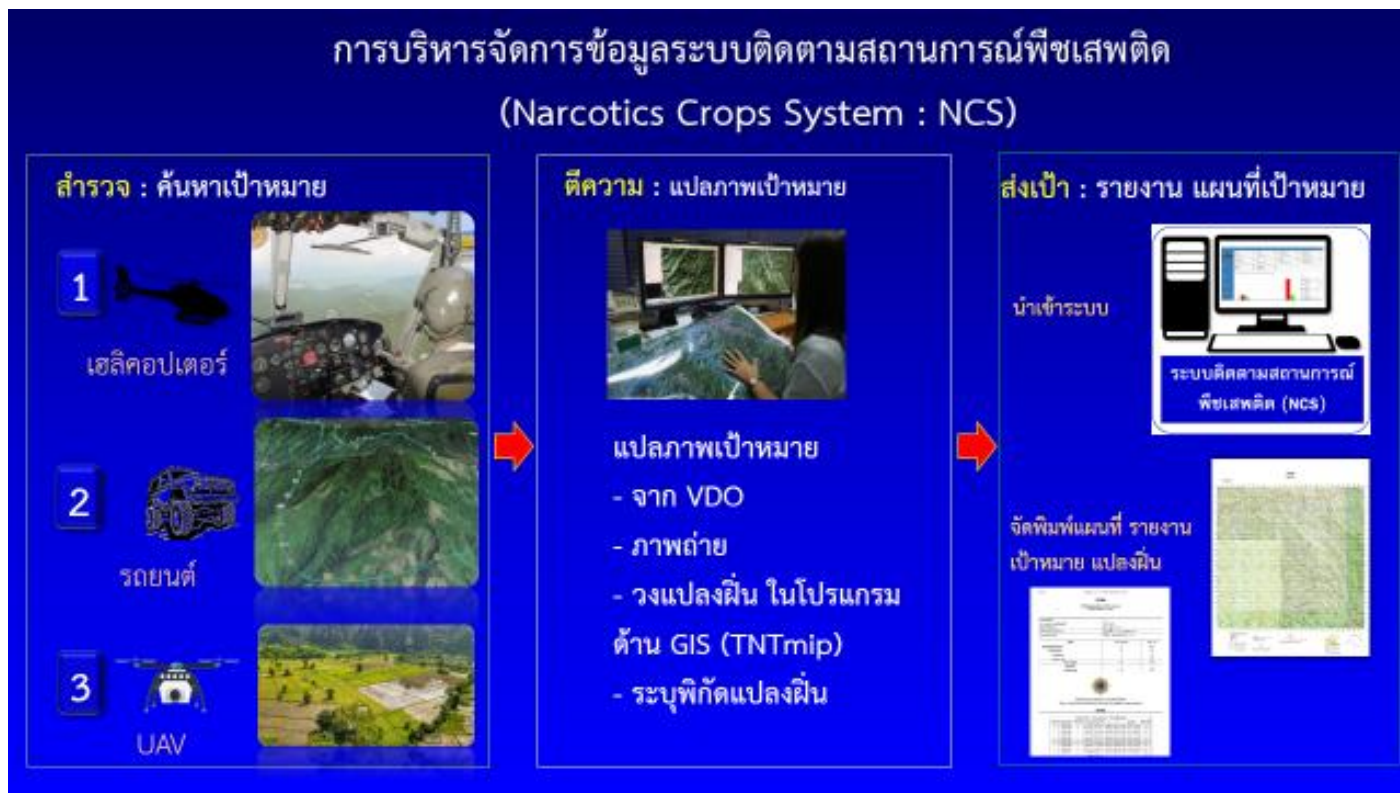 การบริหารจัดการข้อมูลระบบติดตามสถานการณ์พืชเสพติด
(Narcotics Crops System : NCS)
สำรวจ : ค้นหาเป้าหมาย
1
เฮลิคอปเตอร์
2
รถยนต์
3
UAV
ตีความ : แปลภาพเป้าหมาย
แปลภาพเป้าหมาย
- จาก VDO
- ภาพถ่าย
- วงแปลงฝิ่น ในโปรแกรม
ด้าน GIS (TNTmip)
- ระบุพิกัดแปลงฝิ่น
ส่งเป้า : รายงาน แผนที่เป้าหมาย
นำเข้าระบบ
ระบบติดตามสถานการณ์
พืชเสพติด (NCS)
จัดพิมพ์แผนที่ รายงาน
เป้าหมาย แปลงฝิ่น